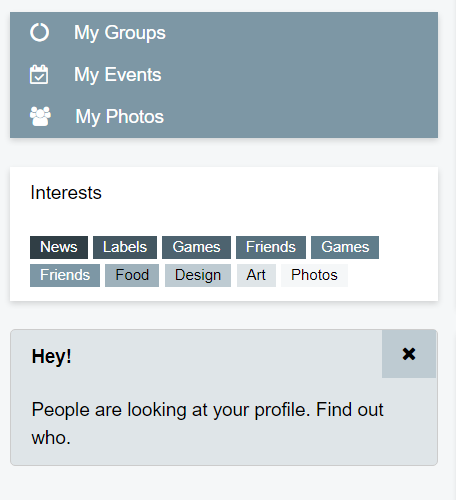 My Groups
My Events
My Photos
Interests
News Labels Games Friends Games
Friends Food Design Art Photos
Hey!
People are looking at your profile. Find out
who.